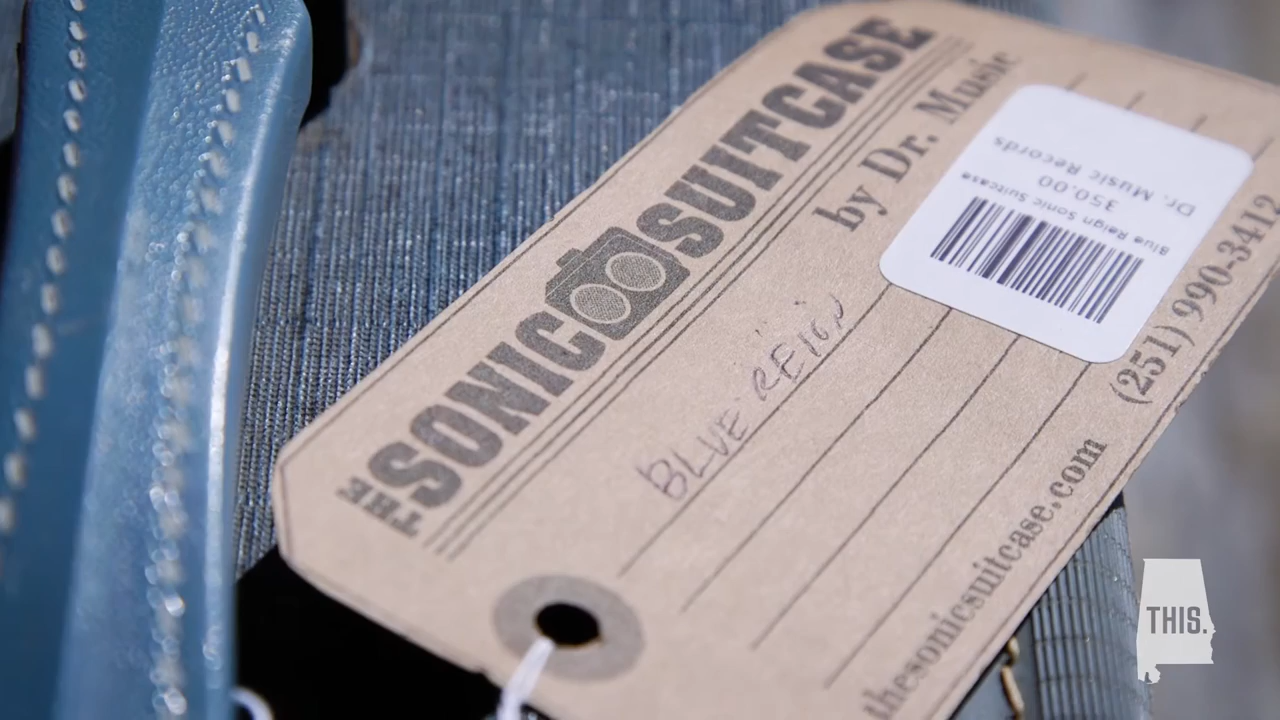 THE SONIC SUITCASE
by Dr. Music
BLUE REIGN
Dr. Music Records
350.00
Blue Reign Sonic Suitcase
(251) 990-3412
thesonicsuitcase.com
THIS.